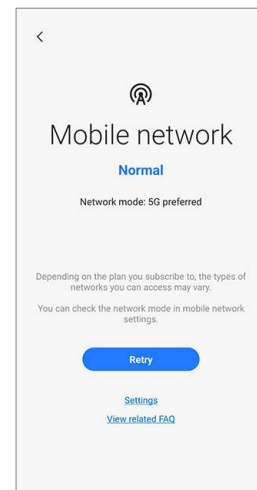 Mobile network
Normal
Network mode: 5G preferred
Depending on the plan you subscribe to, the types of
networks you can access may vary.
You can check the network mode in mobile network
settings.
Retry
Settings
View related FAQ